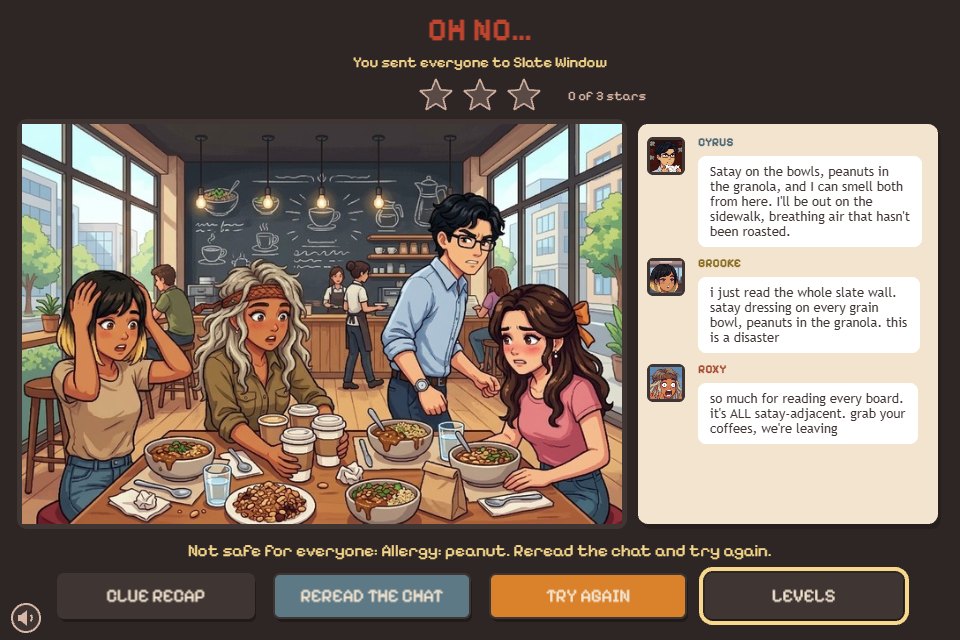 OH NO...
You sent everyone to Slate Window
0 of 3 stars
CYRUS
Satay on the bowls, peanuts in
the granola, and I can smell both
from here. I'll be out on the
sidewalk, breathing air that hasn't
been roasted.
BROOKE
i just read the whole slate wall.
satay dressing on every grain
bowl, peanuts in the granola. this
is a disaster
ROXY
so much for reading every board.
it's ALL satay-adjacent. grab your
coffees, we're leaving
Not safe for everyone: Allergy: peanut. Reread the chat and try again.
CLUE RECAP
REREAD THE CHAT
TRY AGAIN
LEVELS